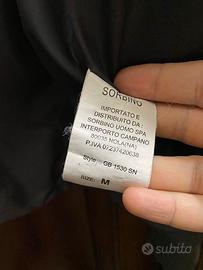 SORBINO
IMPORTATO E
DISTRIBUITO DA :
SORBINO UOMO SPA
INTERPORTO CAMPANO
80035 NOLA(NA)
P.IVA 07237420638
Style GB 1530 SN
SIZE: M
subito